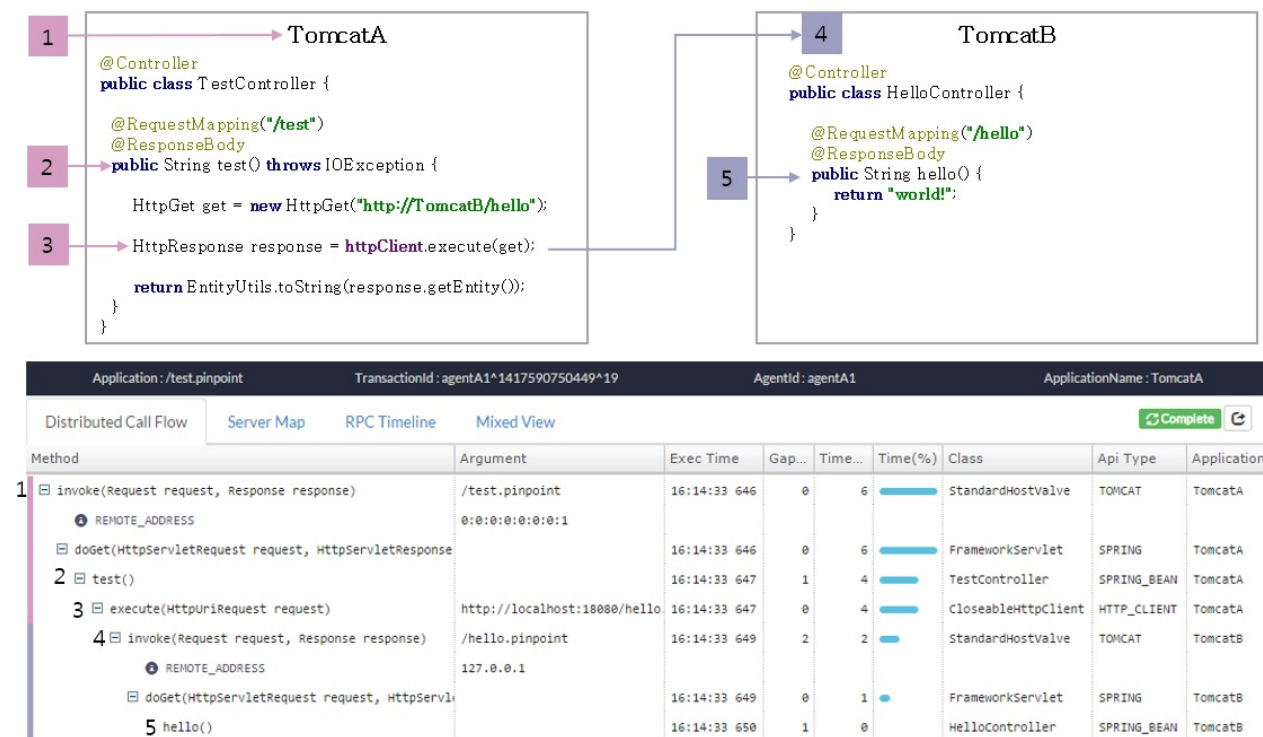 1
TomcatA
@Controller
public class TestController {
@RequestMapping("/test")
@ResponseBody
2
public String test() throws IOException {
HttpGet get = new HttpGet("http://TomcatB/hello");
3
HttpResponse response = httpClient.execute(get);
return EntityUtils.toString(response.getEntity());
}
}
4
TomcatB
@Controller
public class HelloController {
@RequestMapping("/hello")
@ResponseBody
5
public String hello() {
return "world!";
}
}
Application : /test.pinpoint TransactionId : agentA1^1417590750449^19 AgentId : agentA1 ApplicationName : TomcatA
Distributed Call Flow Server Map RPC Timeline Mixed View Complete
Method Argument Exec Time Gap... Time... Time(%) Class Api Type Application
1 invoke(Request request, Response response) /test.pinpoint 16:14:33 646 0 6 StandardHostValve TOMCAT TomcatA
REMOTE_ADDRESS 0:0:0:0:0:0:0:1
doGet(HttpServletRequest request, HttpServletResponse 16:14:33 646 0 6 FrameworkServlet SPRING TomcatA
2 test() 16:14:33 647 1 4 TestController SPRING_BEAN TomcatA
3 execute(HttpUriRequest request) http://localhost:18080/hello. 16:14:33 647 0 4 CloseableHttpClient HTTP_CLIENT TomcatA
4 invoke(Request request, Response response) /hello.pinpoint 16:14:33 649 2 2 StandardHostValve TOMCAT TomcatB
REMOTE_ADDRESS 127.0.0.1
doGet(HttpServletRequest request, HttpServl 16:14:33 649 0 1 FrameworkServlet SPRING TomcatB
5 hello() 16:14:33 650 1 0 HelloController SPRING_BEAN TomcatB